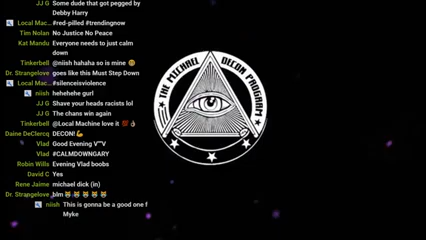 JJ G Some dude that got pegged by
Debby Harry
Local Mac... #red-pilled #trendingnow
Tim Nolan No Justice No Peace
Kat Mandu Everyone needs to just calm
down
Tinkerbell @niish hahaha so is mine
Dr. Strangelove goes like this Must Step Down
Local Mac... #silenceisviolence
niish hehehehe gurl
JJ G Shave your heads racists lol
JJ G The chans win again
Tinkerbell @Local Machine love it 💯👌
Daine DeClercq DECON!💪
Vlad Good Evening V"V
Vlad #CALMDOWNGARY
Robin Wills Evening Vlad boobs
David C Yes
Rene Jaime michael dick (in)
Dr. Strangelove blm
niish This is gonna be a good one f
Myke
THE MICHAEL DECON PROGRAM